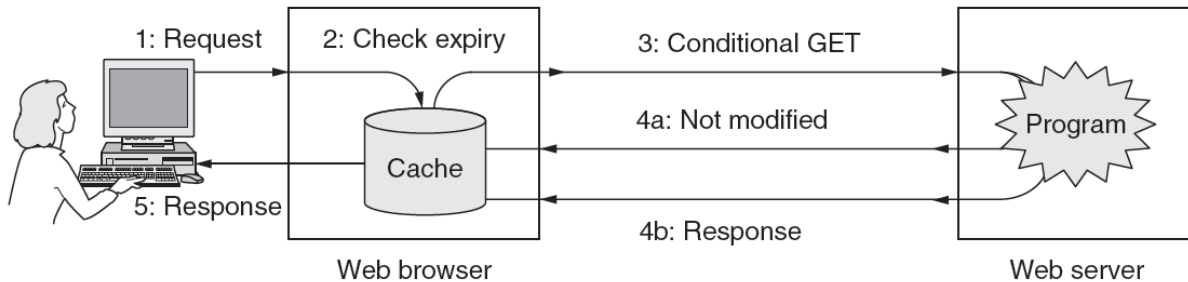 1: Request
2: Check expiry
3: Conditional GET
4a: Not modified
Program
Cache
5: Response
4b: Response
Web browser
Web server